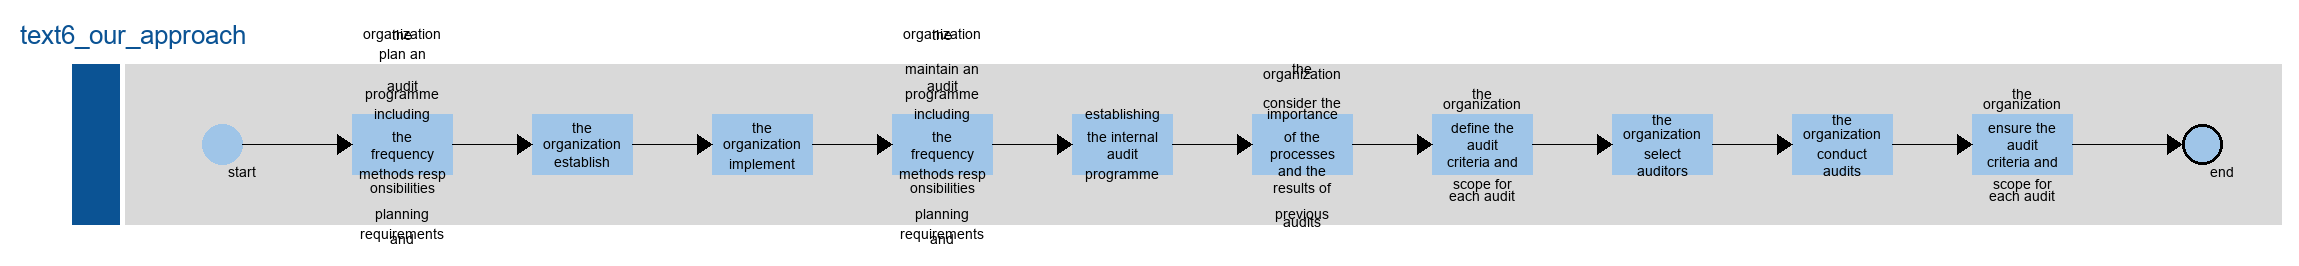 text6_our_approach
the
organization
plan an
audit
programme
including
the
frequency
methods resp
onsibilities
planning
requirements
and
the
organization
establish
the
organization
implement
the
organization
maintain an
audit
programme
including
the
frequency
methods resp
onsibilities
planning
requirements
and
establishing
the internal
audit
programme
the
organization
consider the
importance
of the
processes
and the
results of
previous
audits
the
organization
define the
audit
criteria and
scope for
each audit
the
organization
select
auditors
the
organization
conduct
audits
the
organization
ensure the
audit
criteria and
scope for
each audit
start
end